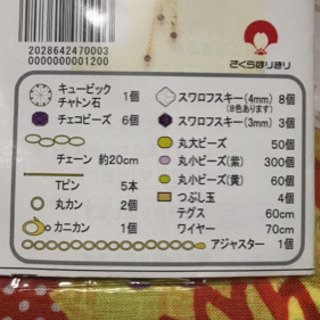 2028642470003
0000000001200
さくらほりきり
キュービック
チャトン石 1個
チェコビーズ 6個
チェーン 約20cm
Tピン 5本
丸カン 2個
カニカン 1個
スワロフスキー(4mm) 8個
(8色あります)
スワロフスキー(3mm) 3個
丸大ビーズ 50個
丸小ビーズ(紫) 300個
丸小ビーズ(黄) 60個
つぶし玉 4個
テグス 60cm
ワイヤー 70cm
アジャスター 1個